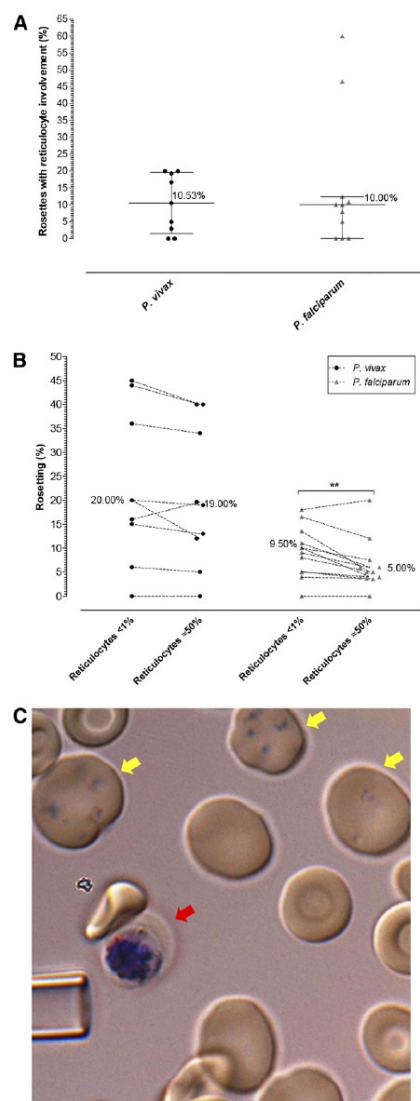 A
65
60
55
50
45
40
35
30
25
20
15
10
5
0
Rosettes with reticulocyte involvement (%)
10.53%
10.00%
P. vivax
P. falciparum
B
50
45
40
35
30
25
20
15
10
5
0
Rosetting (%)
P. vivax
P. falciparum
**
20.00%
19.00%
9.50%
5.00%
Reticulocytes <1%
Reticulocytes ≈50%
Reticulocytes <1%
Reticulocytes ≈50%
C